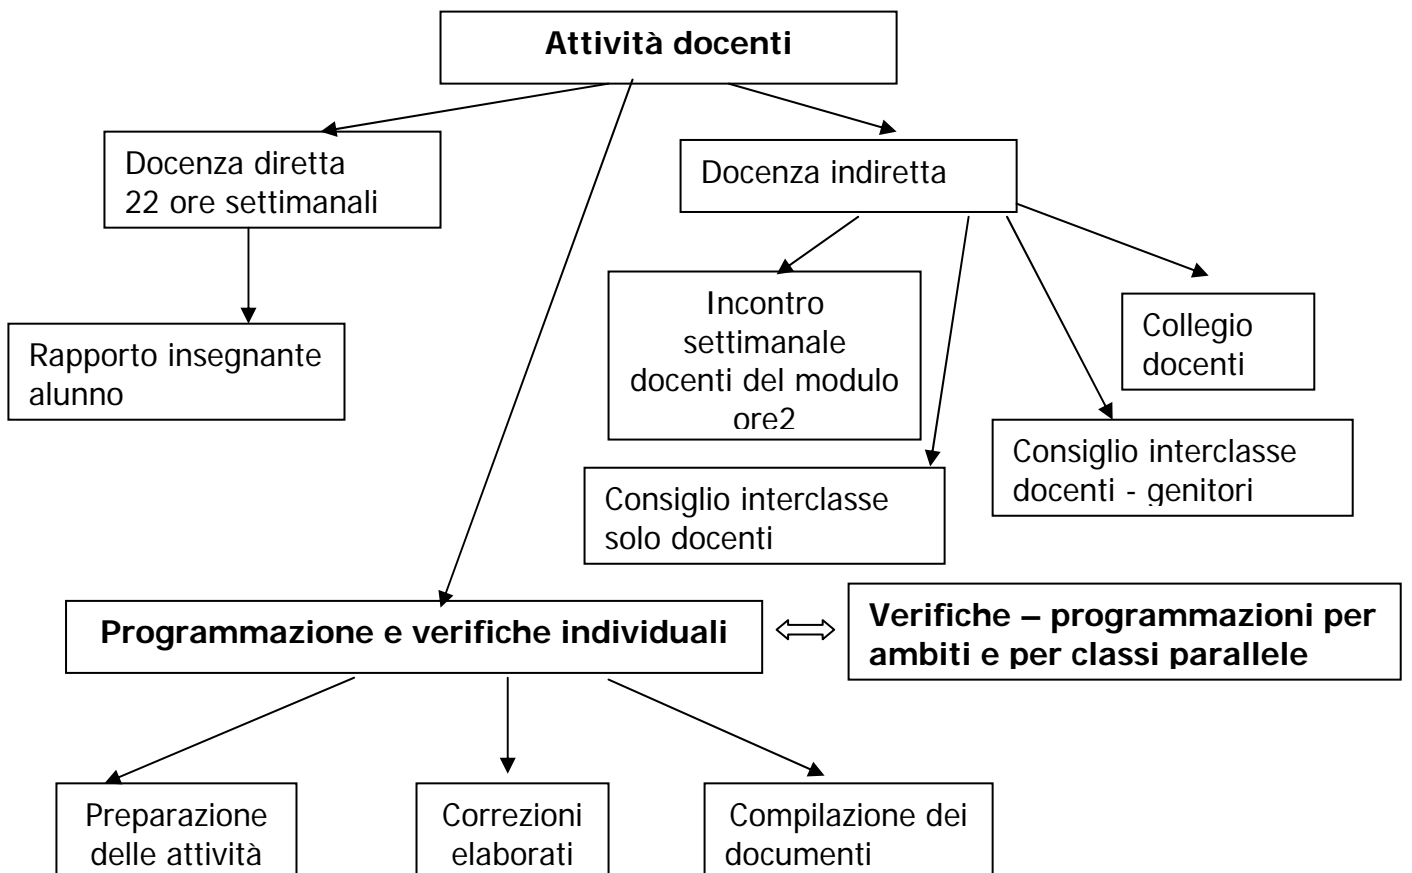 Attività docenti
Docenza diretta
22 ore settimanali
Docenza indiretta
Rapporto insegnante
alunno
Incontro
settimanale
docenti del modulo
ore2
Collegio
docenti
Consiglio interclasse
docenti - genitori
Consiglio interclasse
solo docenti
Programmazione e verifiche individuali
Verifiche – programmazioni per
ambiti e per classi parallele
Preparazione
delle attività
Correzioni
elaborati
Compilazione dei
documenti